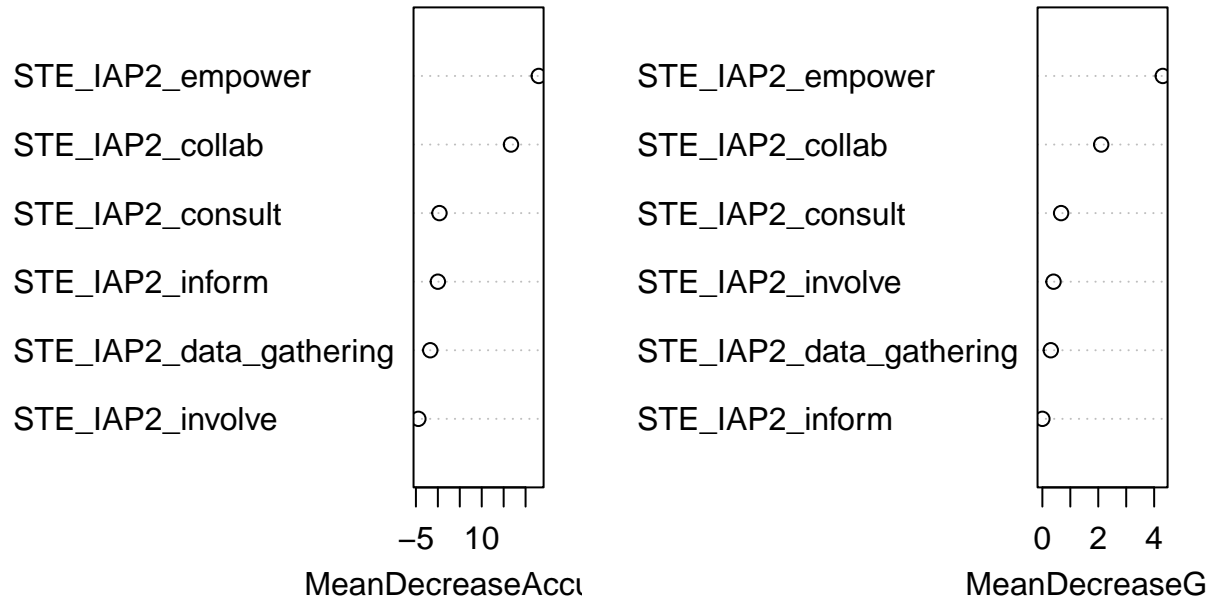 STE_IAP2_empower
STE_IAP2_collab
STE_IAP2_consult
STE_IAP2_inform
STE_IAP2_data_gathering
STE_IAP2_involve
−5 10
MeanDecreaseAccu
STE_IAP2_empower
STE_IAP2_collab
STE_IAP2_consult
STE_IAP2_involve
STE_IAP2_data_gathering
STE_IAP2_inform
0 2 4
MeanDecreaseG